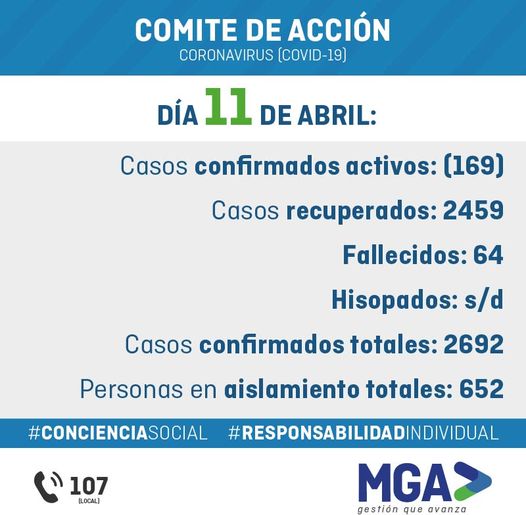 COMITE DE ACCIÓN
CORONAVIRUS (COVID-19)
DÍA 11 DE ABRIL:
Casos confirmados activos: (169)
Casos recuperados: 2459
Fallecidos: 64
Hisopados: s/d
Casos confirmados totales: 2692
Personas en aislamiento totales: 652
#CONCIENCIASOCIAL #RESPONSABILIDADINDIVIDUAL
107
(LOCAL)
MGA
gestión que avanza